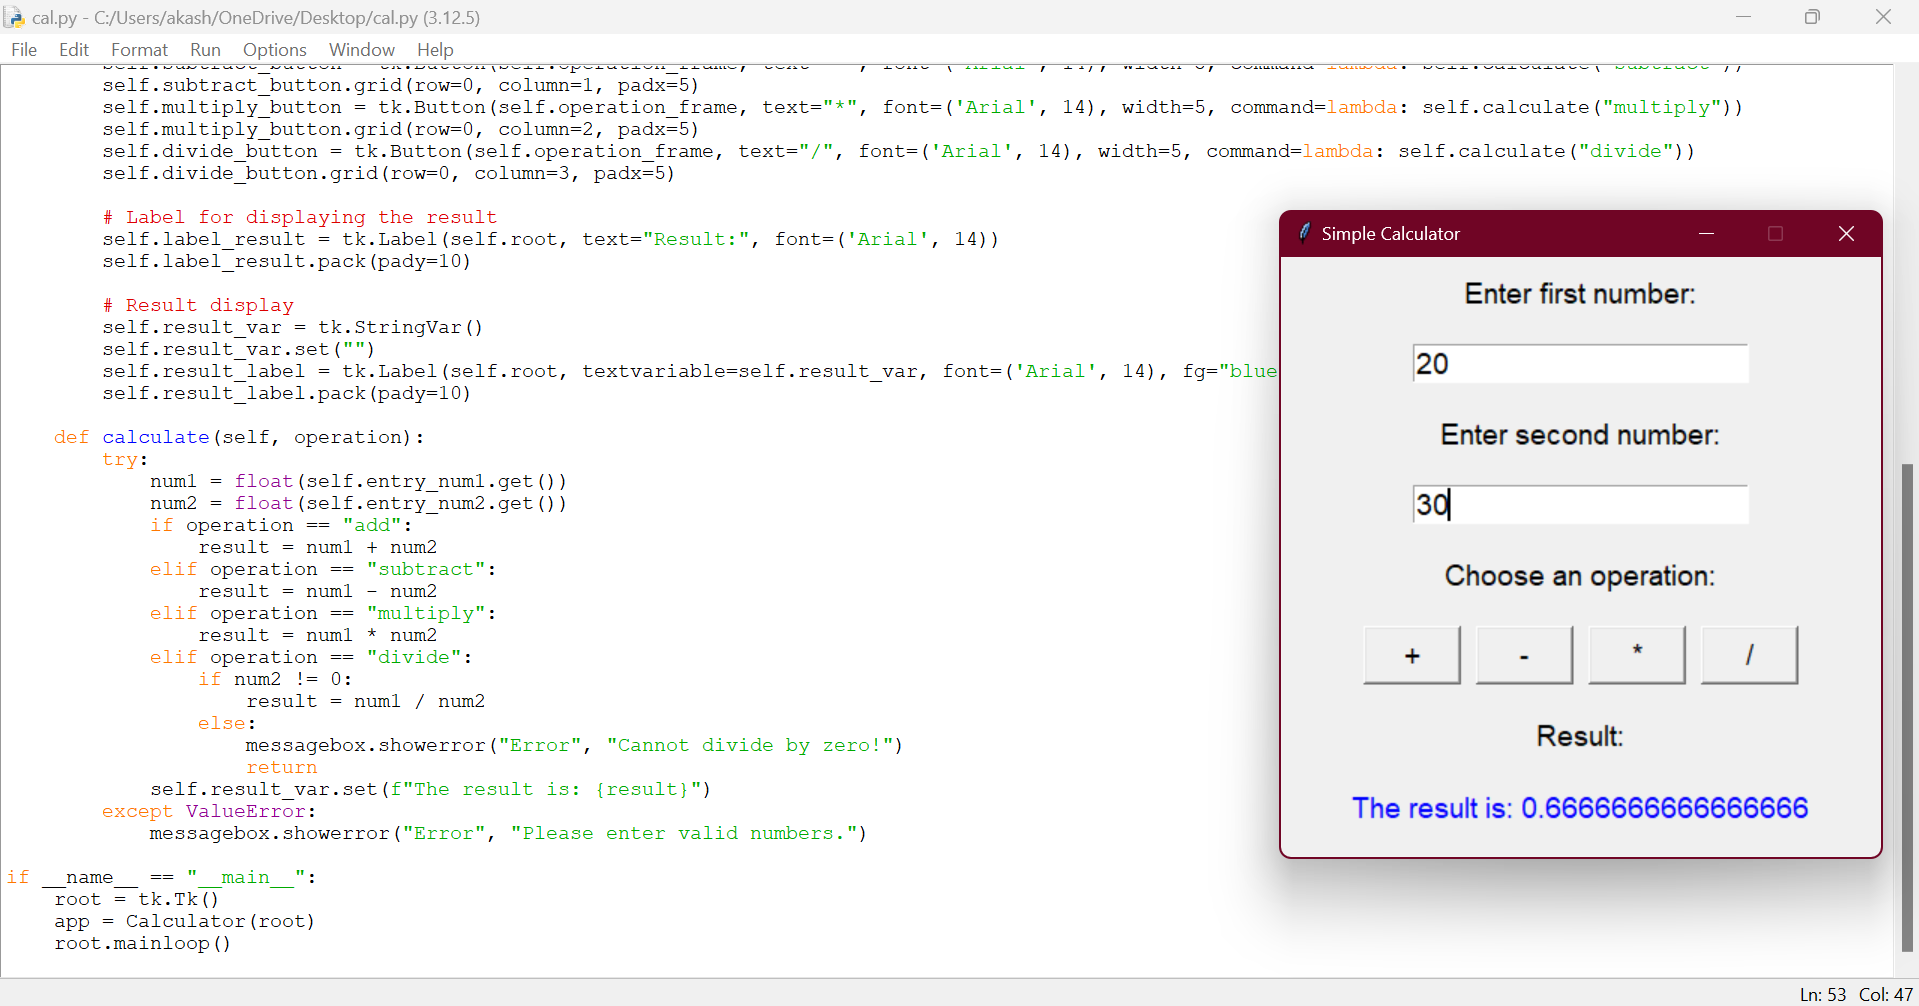 cal.py - C:/Users/akash/OneDrive/Desktop/cal.py (3.12.5)
File Edit Format Run Options Window Help
self.subtract_button.grid(row=0, column=1, padx=5)
self.multiply_button = tk.Button(self.operation_frame, text="*", font=('Arial', 14), width=5, command=lambda: self.calculate("multiply"))
self.multiply_button.grid(row=0, column=2, padx=5)
self.divide_button = tk.Button(self.operation_frame, text="/", font=('Arial', 14), width=5, command=lambda: self.calculate("divide"))
self.divide_button.grid(row=0, column=3, padx=5)
# Label for displaying the result
self.label_result = tk.Label(self.root, text="Result:", font=('Arial', 14))
self.label_result.pack(pady=10)
# Result display
self.result_var = tk.StringVar()
self.result_var.set("")
self.result_label = tk.Label(self.root, textvariable=self.result_var, font=('Arial', 14), fg="blue
self.result_label.pack(pady=10)
def calculate(self, operation):
try:
num1 = float(self.entry_num1.get())
num2 = float(self.entry_num2.get())
if operation == "add":
result = num1 + num2
elif operation == "subtract":
result = num1 - num2
elif operation == "multiply":
result = num1 * num2
elif operation == "divide":
if num2 != 0:
result = num1 / num2
else:
messagebox.showerror("Error", "Cannot divide by zero!")
return
self.result_var.set(f"The result is: {result}")
except ValueError:
messagebox.showerror("Error", "Please enter valid numbers.")
if __name__ == "__main__":
root = tk.Tk()
app = Calculator(root)
root.mainloop()
Simple Calculator
Enter first number:
20
Enter second number:
30
Choose an operation:
+ - * /
Result:
The result is: 0.6666666666666666
Ln: 53 Col: 47